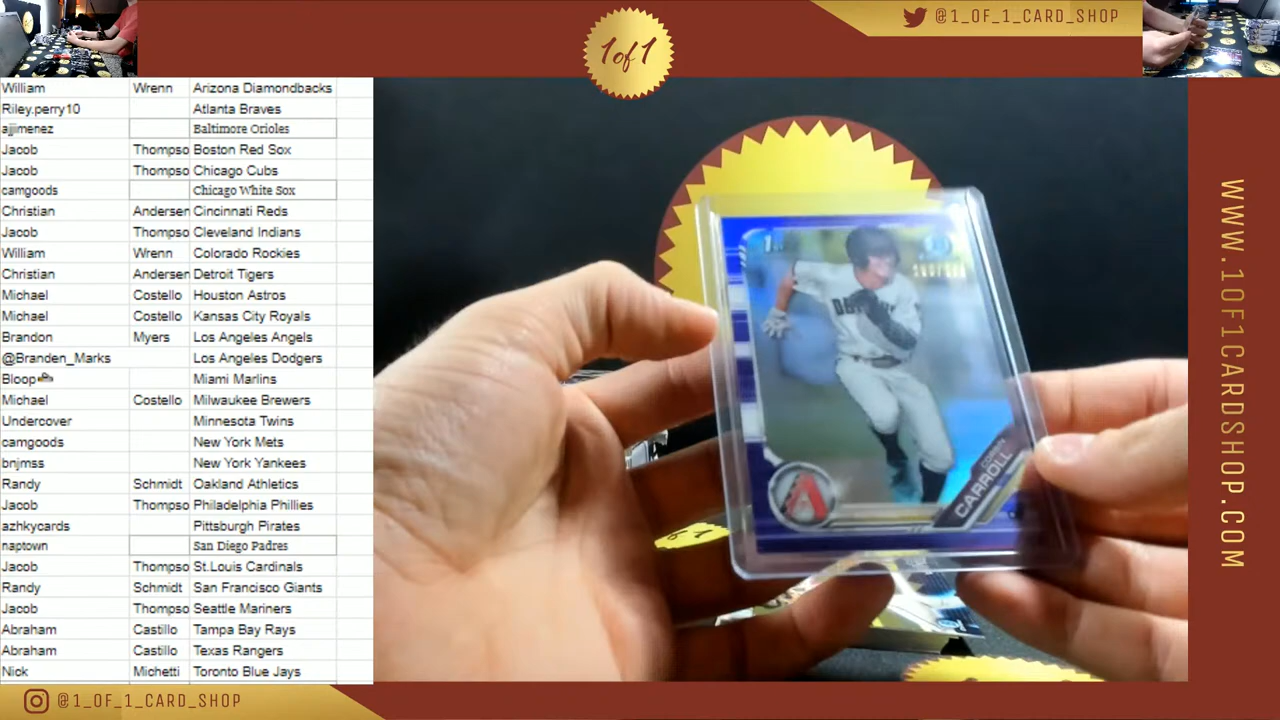 1of1
@1_OF_1_CARD_SHOP
William Wrenn Arizona Diamondbacks
Riley.perry10 Atlanta Braves
ajjimenez Baltimore Orioles
Jacob Thompso Boston Red Sox
Jacob Thompso Chicago Cubs
camgoods Chicago White Sox
Christian Andersen Cincinnati Reds
Jacob Thompso Cleveland Indians
William Wrenn Colorado Rockies
Christian Andersen Detroit Tigers
Michael Costello Houston Astros
Michael Costello Kansas City Royals
Brandon Myers Los Angeles Angels
@Branden_Marks Los Angeles Dodgers
Bloop Miami Marlins
Michael Costello Milwaukee Brewers
Undercover Minnesota Twins
camgoods New York Mets
bnjmss New York Yankees
Randy Schmidt Oakland Athletics
Jacob Thompso Philadelphia Phillies
azhkycards Pittsburgh Pirates
naptown San Diego Padres
Jacob Thompso St.Louis Cardinals
Randy Schmidt San Francisco Giants
Jacob Thompso Seattle Mariners
Abraham Castillo Tampa Bay Rays
Abraham Castillo Texas Rangers
Nick Michetti Toronto Blue Jays
1st
CORBIN
CARROLL
WWW.1OF1CARDSHOP.COM
@1_OF_1_CARD_SHOP